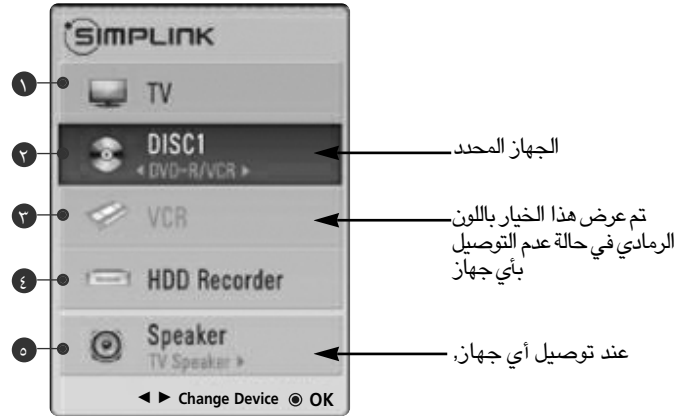 SIMPLINK
١ TV
٢ DISC1
◄ DVD-R/VCR ►
الجهاز المحدد
٣ VCR
تم عرض هذا الخيار باللون
الرمادي في حالة عدم التوصيل
بأي جهاز
٤ HDD Recorder
٥ Speaker
TV Speaker ►
عند توصيل أي جهاز,
◄ ► Change Device ◉ OK